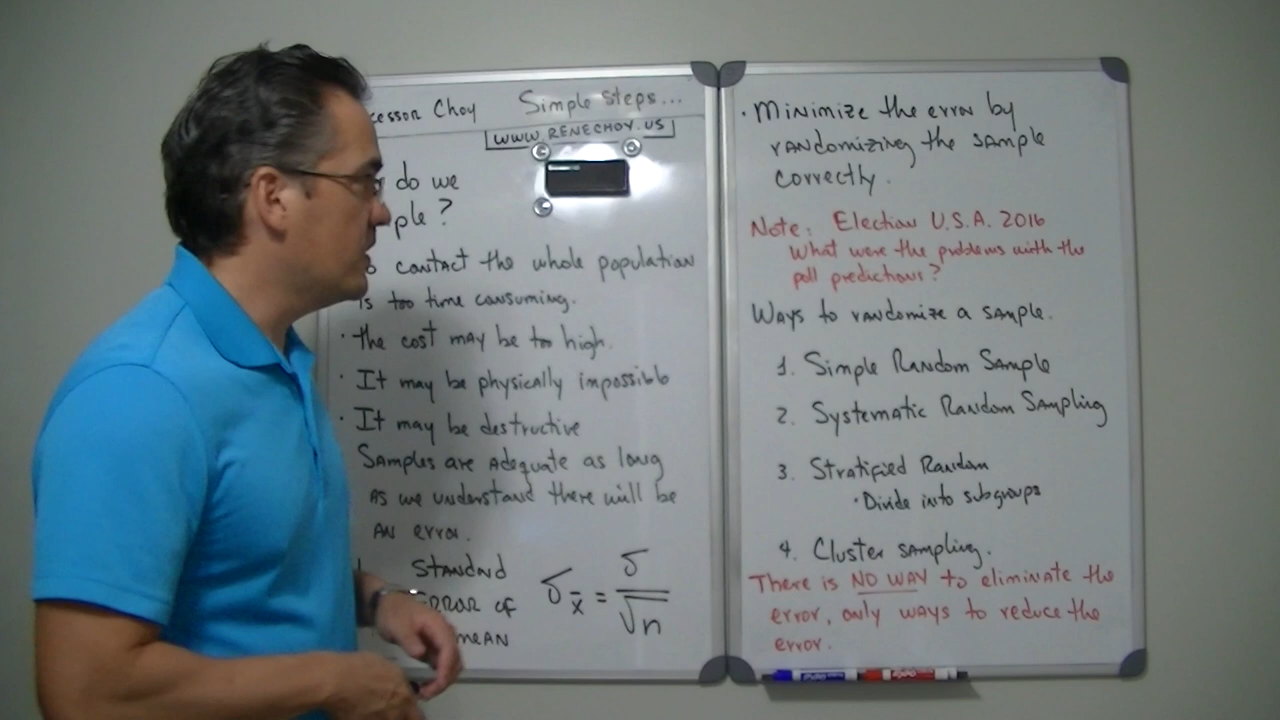 cessor Choy Simple Steps...
WWW.RENECHOY.US
do we
ple?
o contact the whole population
is too time consuming.
· the cost may be too high.
· It may be physically impossible
· It may be destructive
Samples are adequate as long
as we understand there will be
an error.
Standard
ERROR OF
mean
σx̄ = σ/√n
· Minimize the error by
randomizing the sample
correctly.
Note: Election U.S.A. 2016
What were the problems with the
poll predictions?
Ways to randomize a sample.
1. Simple Random Sample
2. Systematic Random Sampling
3. Stratified Random
· Divide into subgroups
4. Cluster sampling.
There is NO WAY to eliminate the
error, only ways to reduce the
error.